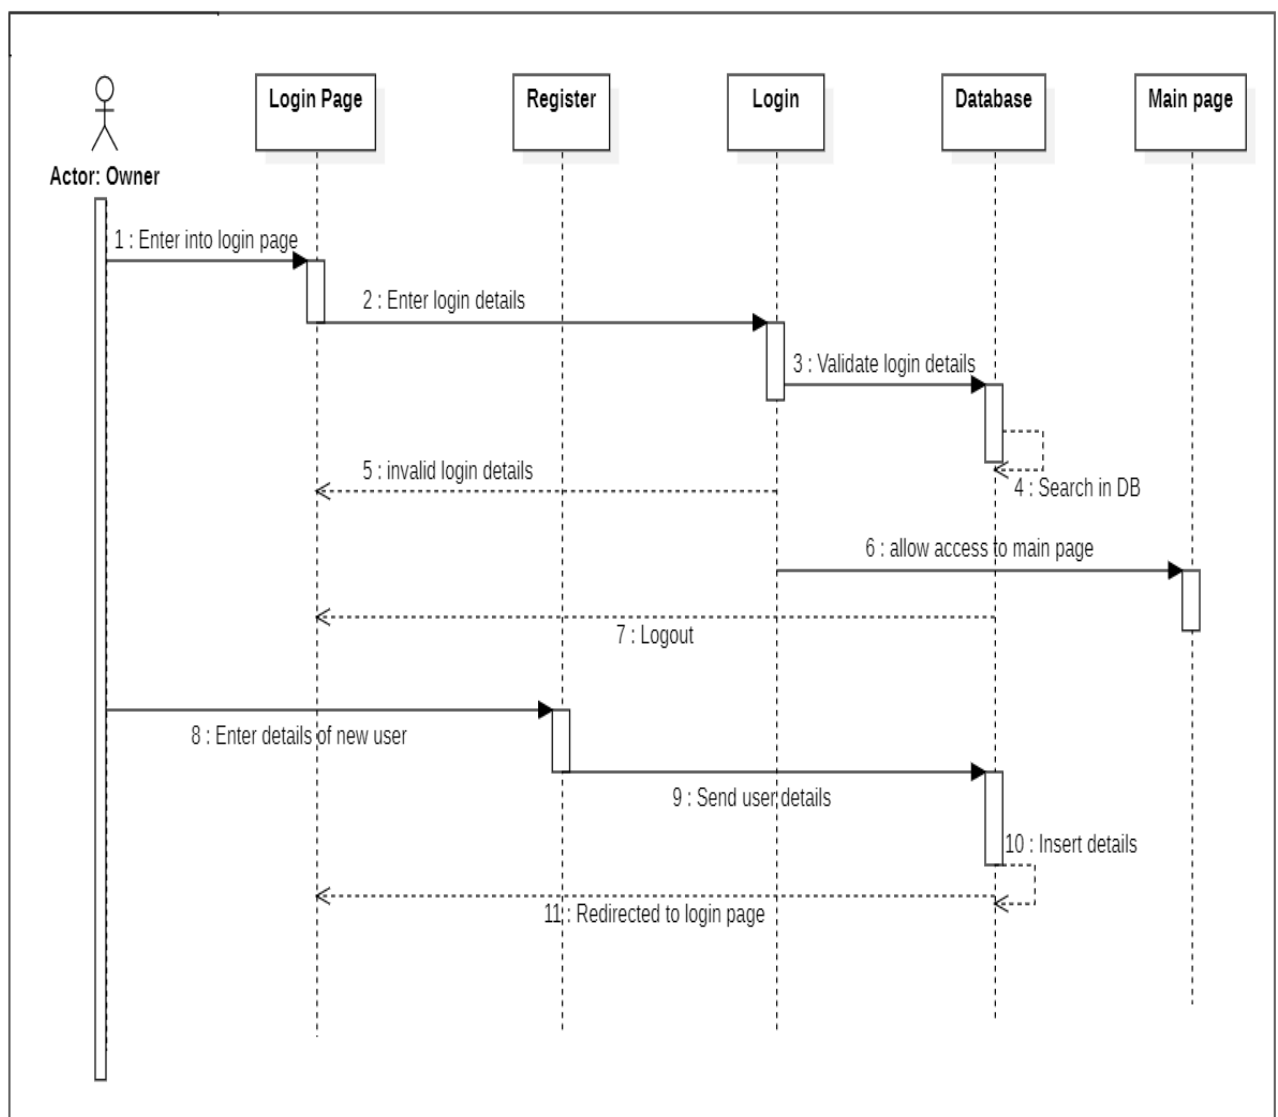 Login Page
Register
Login
Database
Main page
Actor: Owner
1 : Enter into login page
2 : Enter login details
3 : Validate login details
5 : invalid login details
4 : Search in DB
6 : allow access to main page
7 : Logout
8 : Enter details of new user
9 : Send user details
10 : Insert details
11 : Redirected to login page